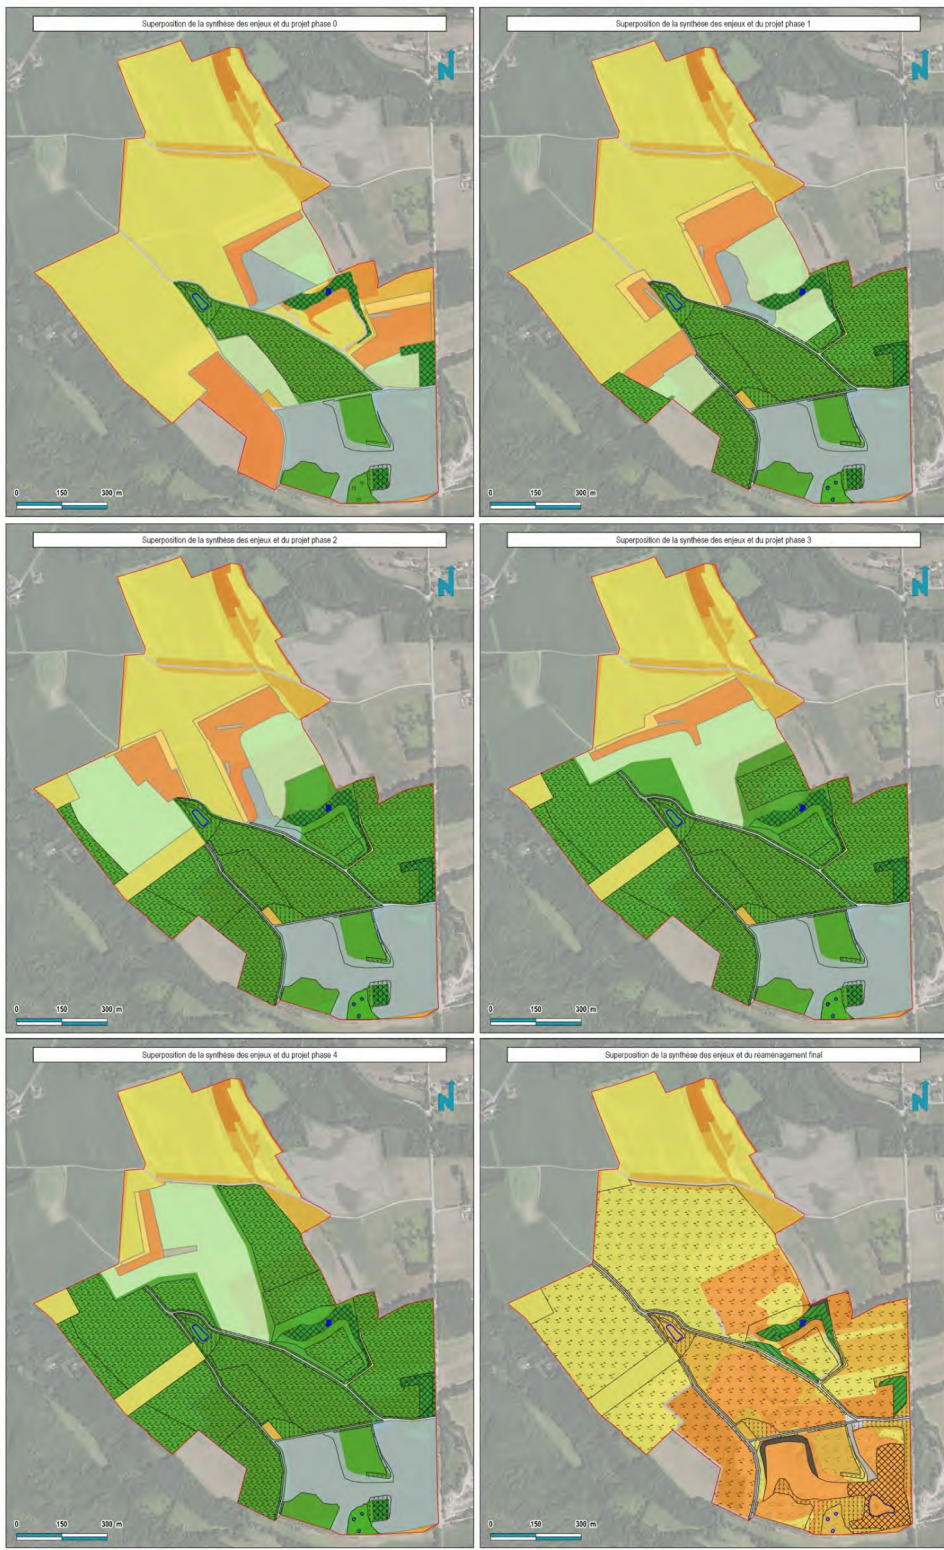 Superposition de la synthèse des enjeux et du projet phase 0
N
0 150 300 m
Superposition de la synthèse des enjeux et du projet phase 1
N
0 150 300 m
Superposition de la synthèse des enjeux et du projet phase 2
N
0 150 300 m
Superposition de la synthèse des enjeux et du projet phase 3
N
0 150 300 m
Superposition de la synthèse des enjeux et du projet phase 4
N
0 150 300 m
Superposition de la synthèse des enjeux et du réaménagement final
N
0 150 300 m